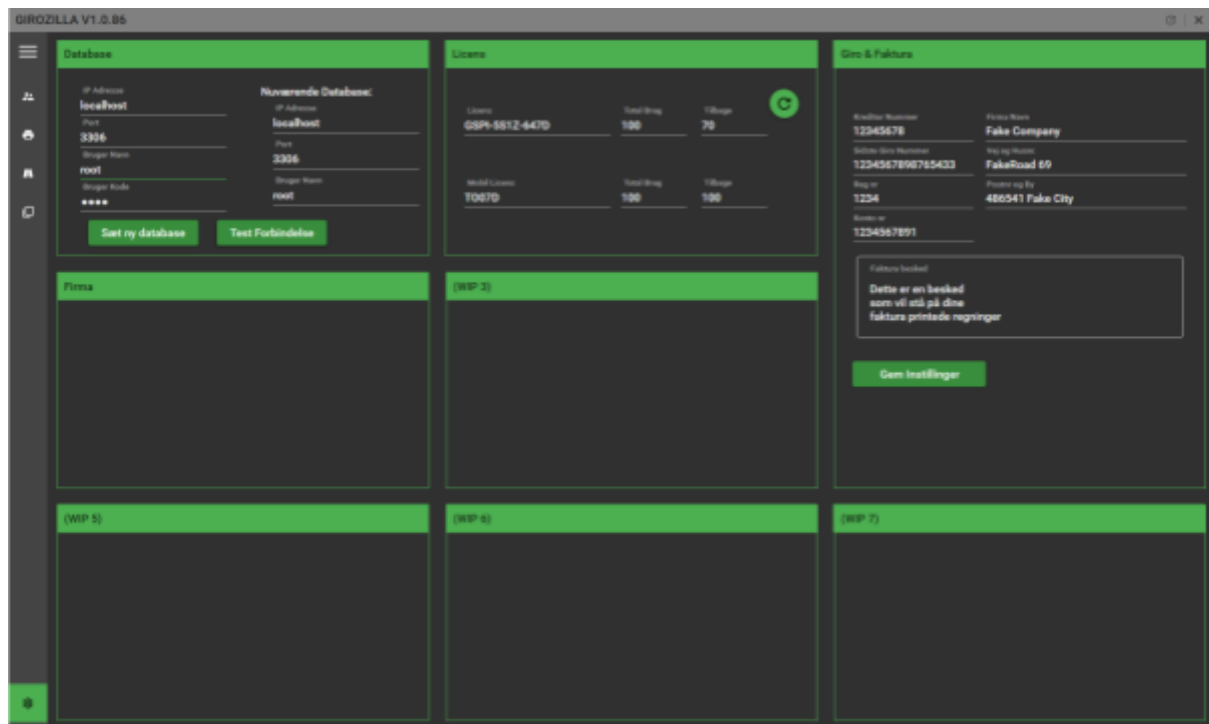 GIROZILLA V1.0.86
Database
IP Adresse
localhost
Port
3306
Bruger Navn
root
Bruger Kode
••••
Nuværende Database:
IP Adresse
localhost
Port
3306
Bruger Navn
root
Sæt ny database
Test Forbindelse
Licens
Licens
GSPI-5S1Z-647D
Total Brug
100
Tilbage
70
Mobil Licens
TO07D
Total Brug
100
Tilbage
100
Giro & Faktura
Kreditor Nummer
12345678
Firma Navn
Fake Company
Sidste Giro Nummer
1234567898765433
Vej og Husnr.
FakeRoad 69
Reg nr
1234
Postnr og By
486541 Fake City
Konto nr
1234567891
Faktura besked
Dette er en besked
som vil stå på dine
faktura printede regninger
Gem Instillinger
Firma
(WIP 3)
(WIP 5)
(WIP 6)
(WIP 7)